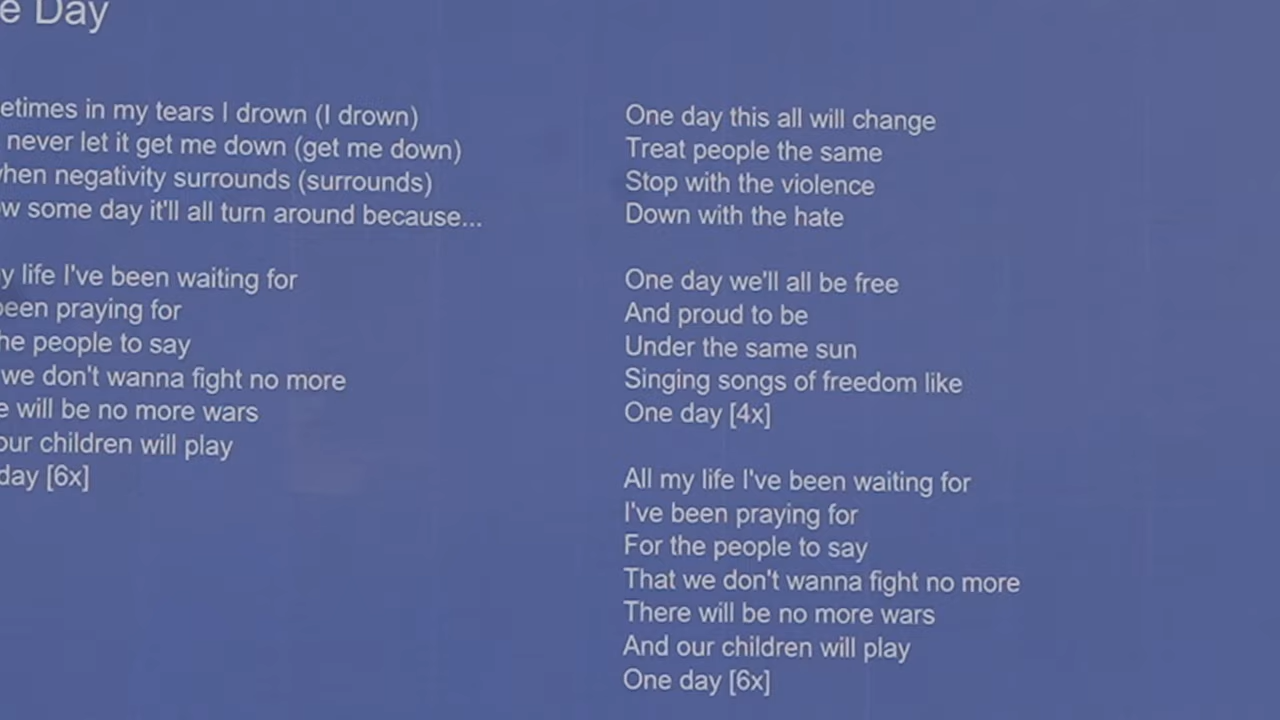 e Day
etimes in my tears I drown (I drown)
never let it get me down (get me down)
when negativity surrounds (surrounds)
ow some day it'll all turn around because...
y life I've been waiting for
been praying for
he people to say
we don't wanna fight no more
e will be no more wars
our children will play
day [6x]
One day this all will change
Treat people the same
Stop with the violence
Down with the hate
One day we'll all be free
And proud to be
Under the same sun
Singing songs of freedom like
One day [4x]
All my life I've been waiting for
I've been praying for
For the people to say
That we don't wanna fight no more
There will be no more wars
And our children will play
One day [6x]